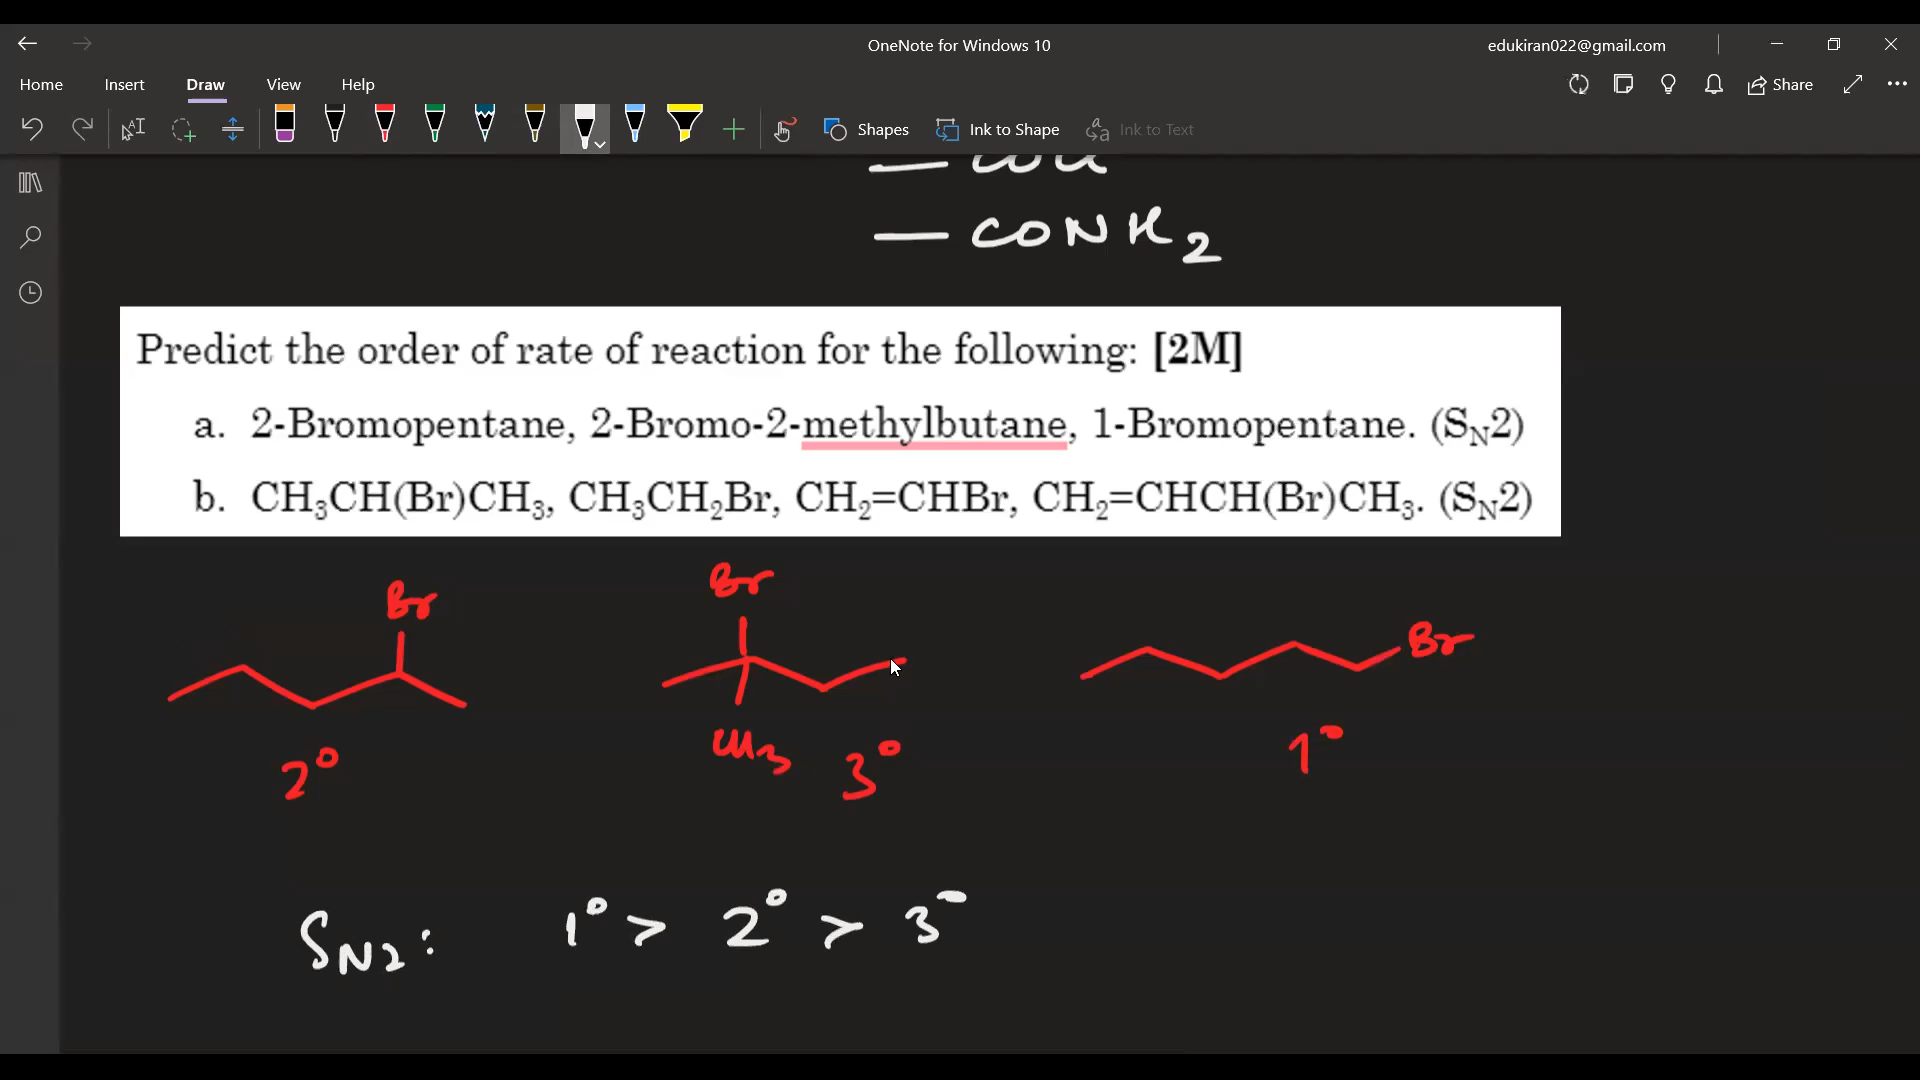 OneNote for Windows 10
edukiran022@gmail.com
Home Insert Draw View Help
Share
Shapes Ink to Shape Ink to Text
— CONH2
Predict the order of rate of reaction for the following: [2M]
a. 2-Bromopentane, 2-Bromo-2-methylbutane, 1-Bromopentane. (SN2)
b. CH3CH(Br)CH3, CH3CH2Br, CH2=CHBr, CH2=CHCH(Br)CH3. (SN2)
Br Br Br
CH3
2° 3° 1°
SN2: 1° > 2° > 3°